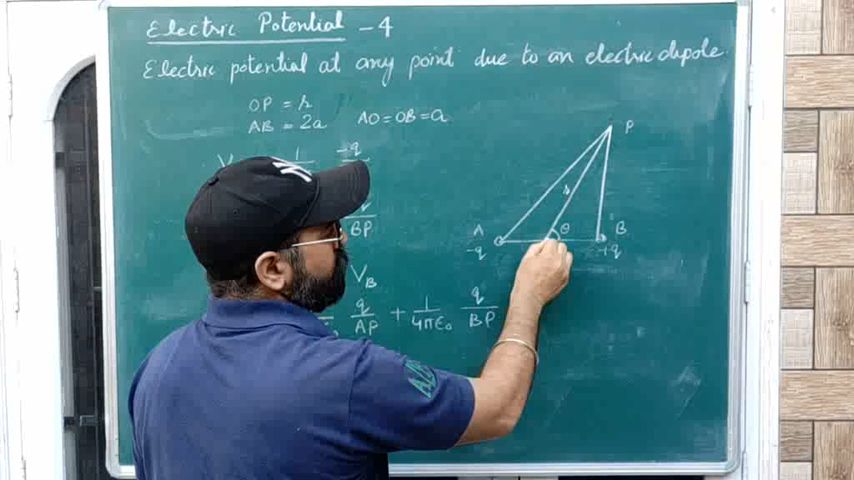 Electric Potential - 4
Electric potential at any point due to an electric dipole
OP = r
AB = 2a AO = OB = a
V 1 -q
BP
V_B
q/AP + 1/4πε₀ q/BP
P
r
A θ B
-q +q
NY